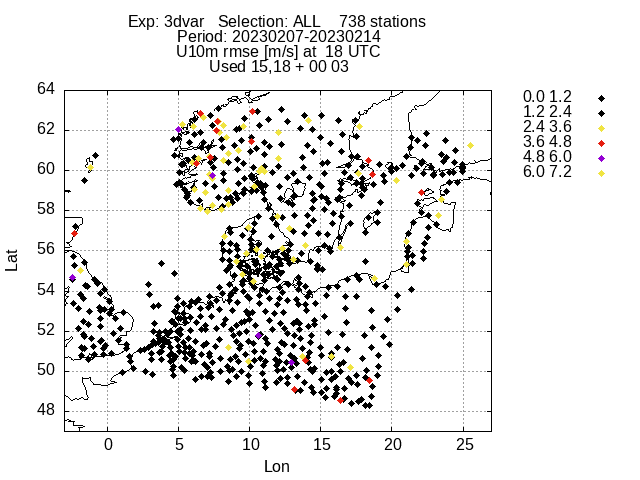 Exp: 3dvar Selection: ALL 738 stations
Period: 20230207-20230214
U10m rmse [m/s] at 18 UTC
Used 15,18 + 00 03
64
62
60
58
56
54
52
50
48
Lat
0 5 10 15 20 25
Lon
0.0 1.2
1.2 2.4
2.4 3.6
3.6 4.8
4.8 6.0
6.0 7.2